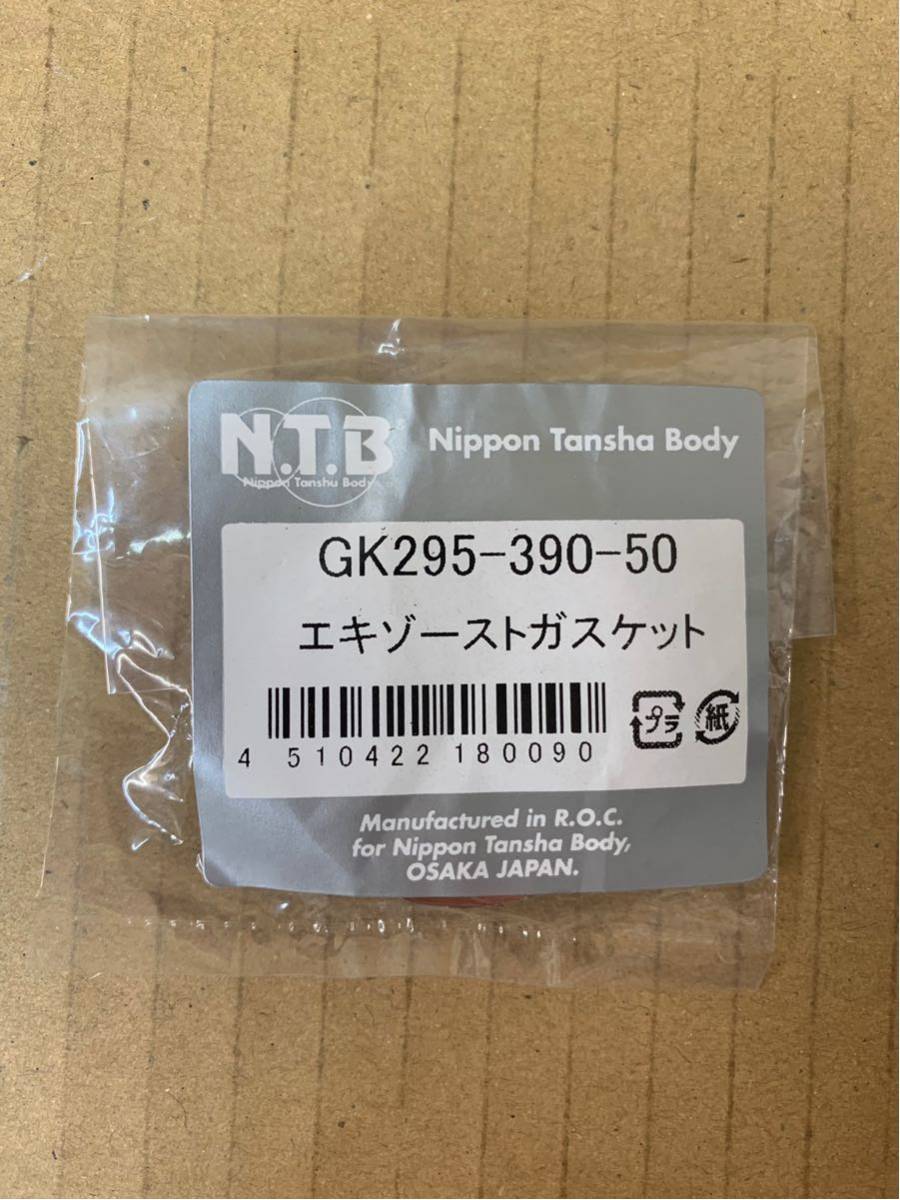 N.T.B
Nippon Tanshu Body
Nippon Tansha Body
GK295-390-50
エキゾーストガスケット
4 510422 180090
プラ
紙
Manufactured in R.O.C.
for Nippon Tansha Body,
OSAKA JAPAN.